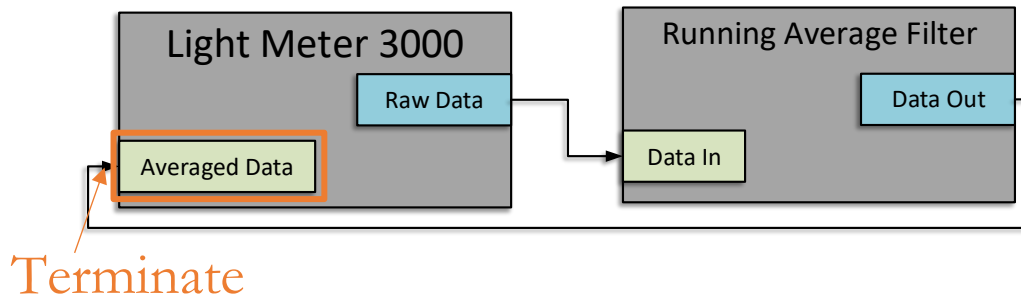 Light Meter 3000
Raw Data
Averaged Data
Running Average Filter
Data Out
Data In
Terminate